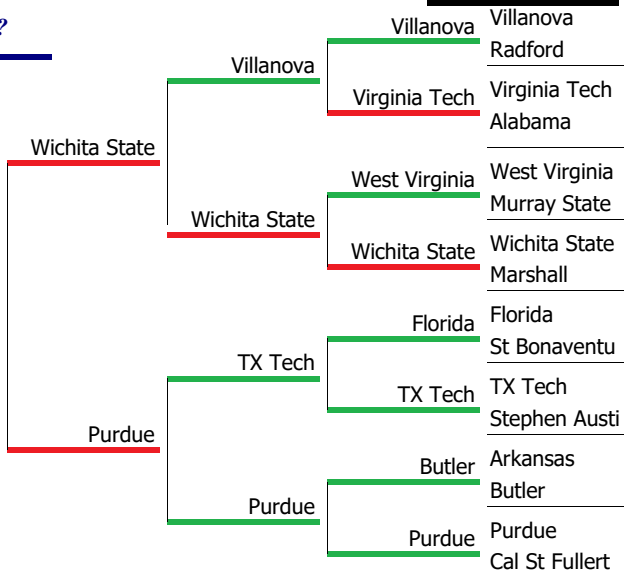 ?
Villanova
Radford
Virginia Tech
Alabama
West Virginia
Murray State
Wichita State
Marshall
Florida
St Bonaventu
TX Tech
Stephen Austi
Arkansas
Butler
Purdue
Cal St Fullert
Villanova
Virginia Tech
West Virginia
Wichita State
Florida
TX Tech
Butler
Purdue
Villanova
Wichita State
TX Tech
Purdue
Wichita State
Purdue